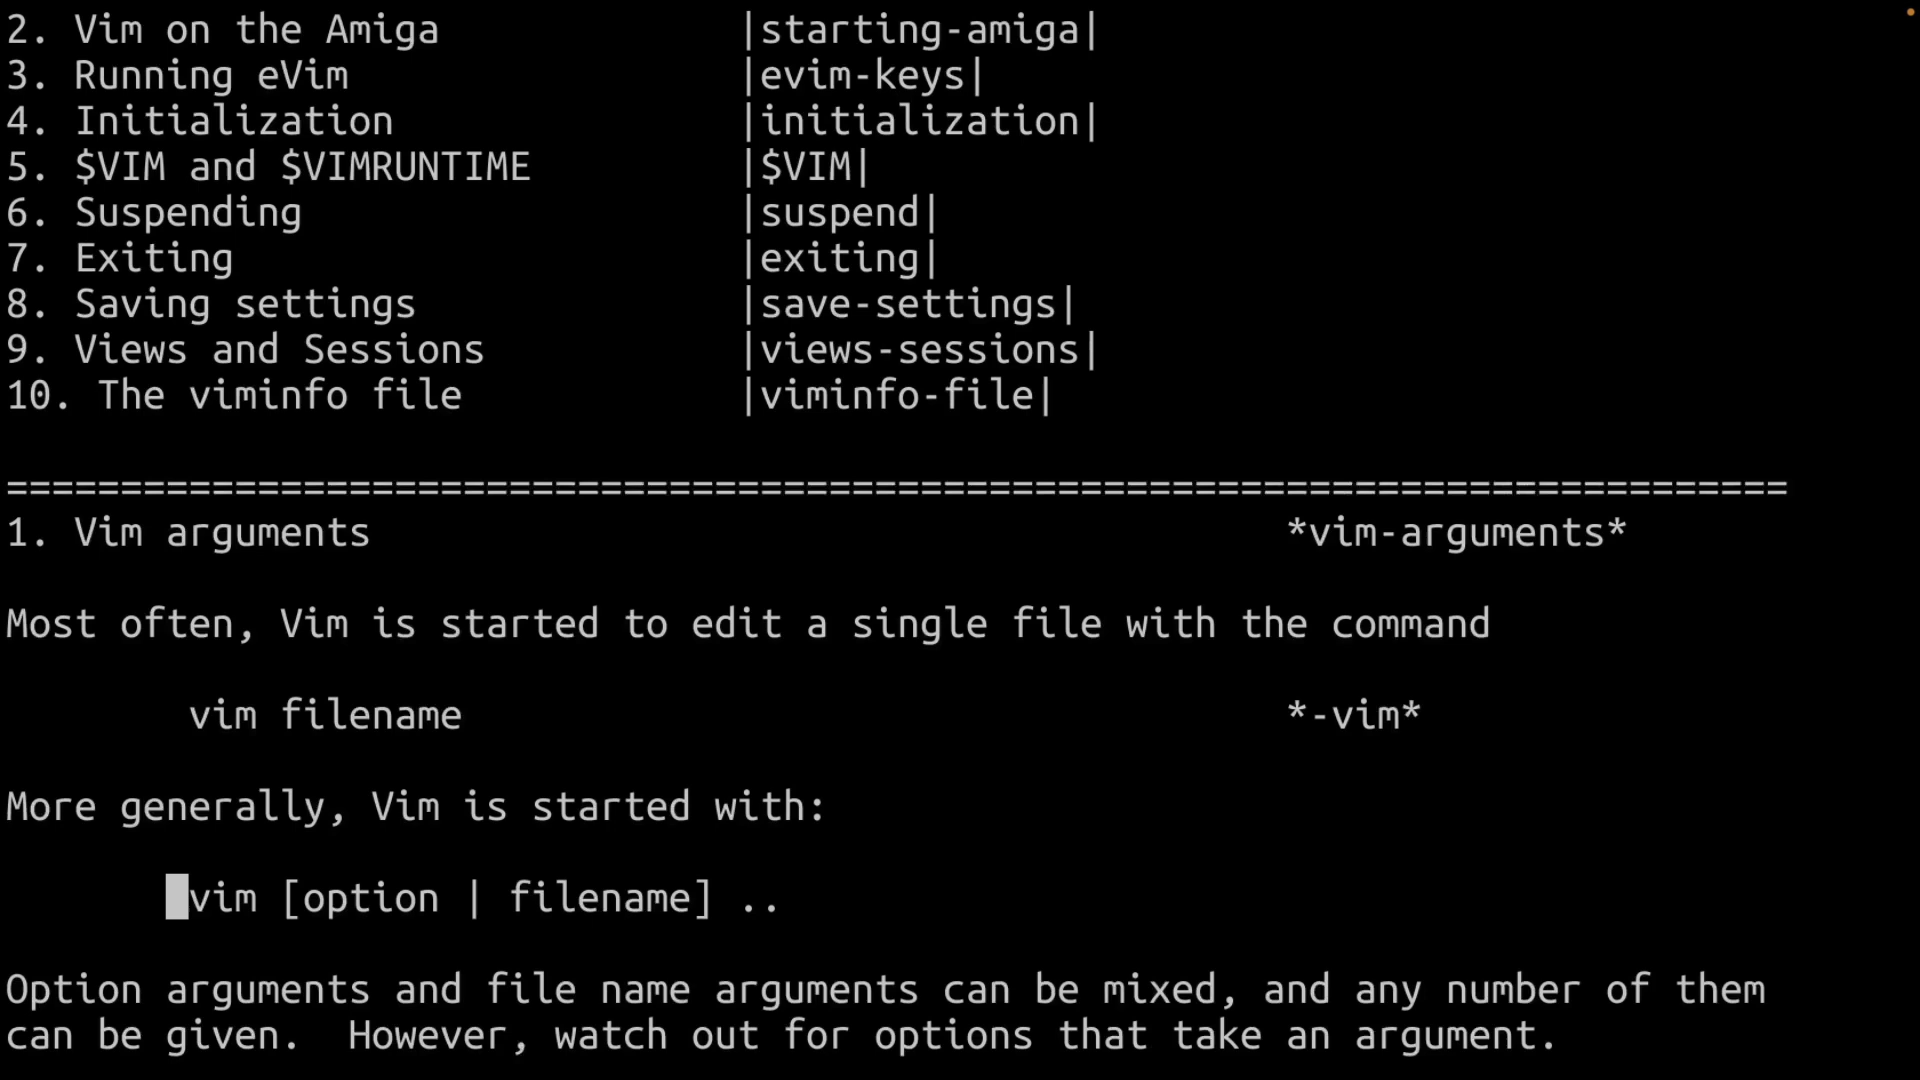 2. Vim on the Amiga |starting-amiga|
3. Running eVim |evim-keys|
4. Initialization |initialization|
5. $VIM and $VIMRUNTIME |$VIM|
6. Suspending |suspend|
7. Exiting |exiting|
8. Saving settings |save-settings|
9. Views and Sessions |views-sessions|
10. The viminfo file |viminfo-file|
==============================================================================
1. Vim arguments *vim-arguments*
Most often, Vim is started to edit a single file with the command
vim filename *-vim*
More generally, Vim is started with:
vim [option | filename] ..
Option arguments and file name arguments can be mixed, and any number of them
can be given.  However, watch out for options that take an argument.